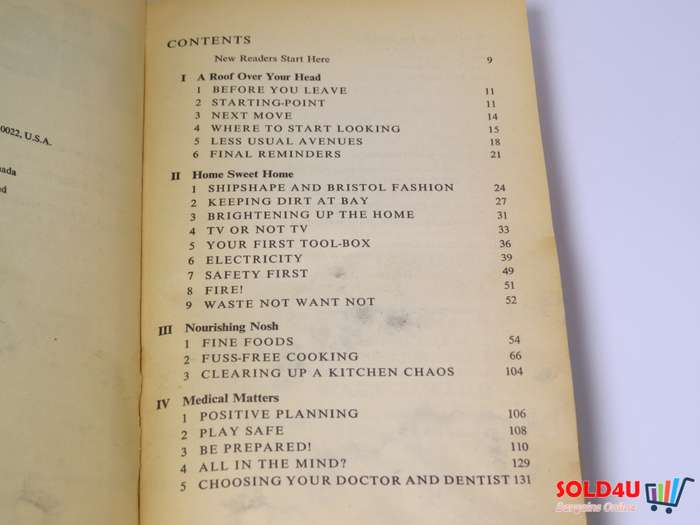 0022, U.S.A.
CONTENTS
New Readers Start Here 9
I A Roof Over Your Head
1 BEFORE YOU LEAVE 11
2 STARTING-POINT 11
3 NEXT MOVE 14
4 WHERE TO START LOOKING 15
5 LESS USUAL AVENUES 18
6 FINAL REMINDERS 21
II Home Sweet Home
1 SHIPSHAPE AND BRISTOL FASHION 24
2 KEEPING DIRT AT BAY 27
3 BRIGHTENING UP THE HOME 31
4 TV OR NOT TV 33
5 YOUR FIRST TOOL-BOX 36
6 ELECTRICITY 39
7 SAFETY FIRST 49
8 FIRE! 51
9 WASTE NOT WANT NOT 52
III Nourishing Nosh
1 FINE FOODS 54
2 FUSS-FREE COOKING 66
3 CLEARING UP A KITCHEN CHAOS 104
IV Medical Matters
1 POSITIVE PLANNING 106
2 PLAY SAFE 108
3 BE PREPARED! 110
4 ALL IN THE MIND? 129
5 CHOOSING YOUR DOCTOR AND DENTIST 131
SOLD4U
Bargains Online